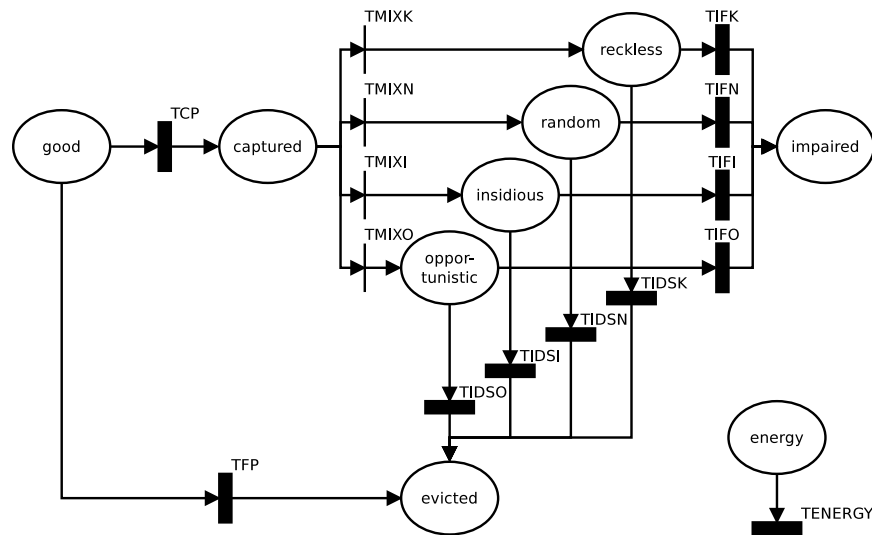 TMIXK
TIFK
reckless
TMIXN
TIFN
TCP
random
good
captured
impaired
TMIXI
TIFI
insidious
TMIXO
TIFO
oppor-
tunistic
TIDSK
TIDSN
TIDSI
TIDSO
energy
TFP
evicted
TENERGY